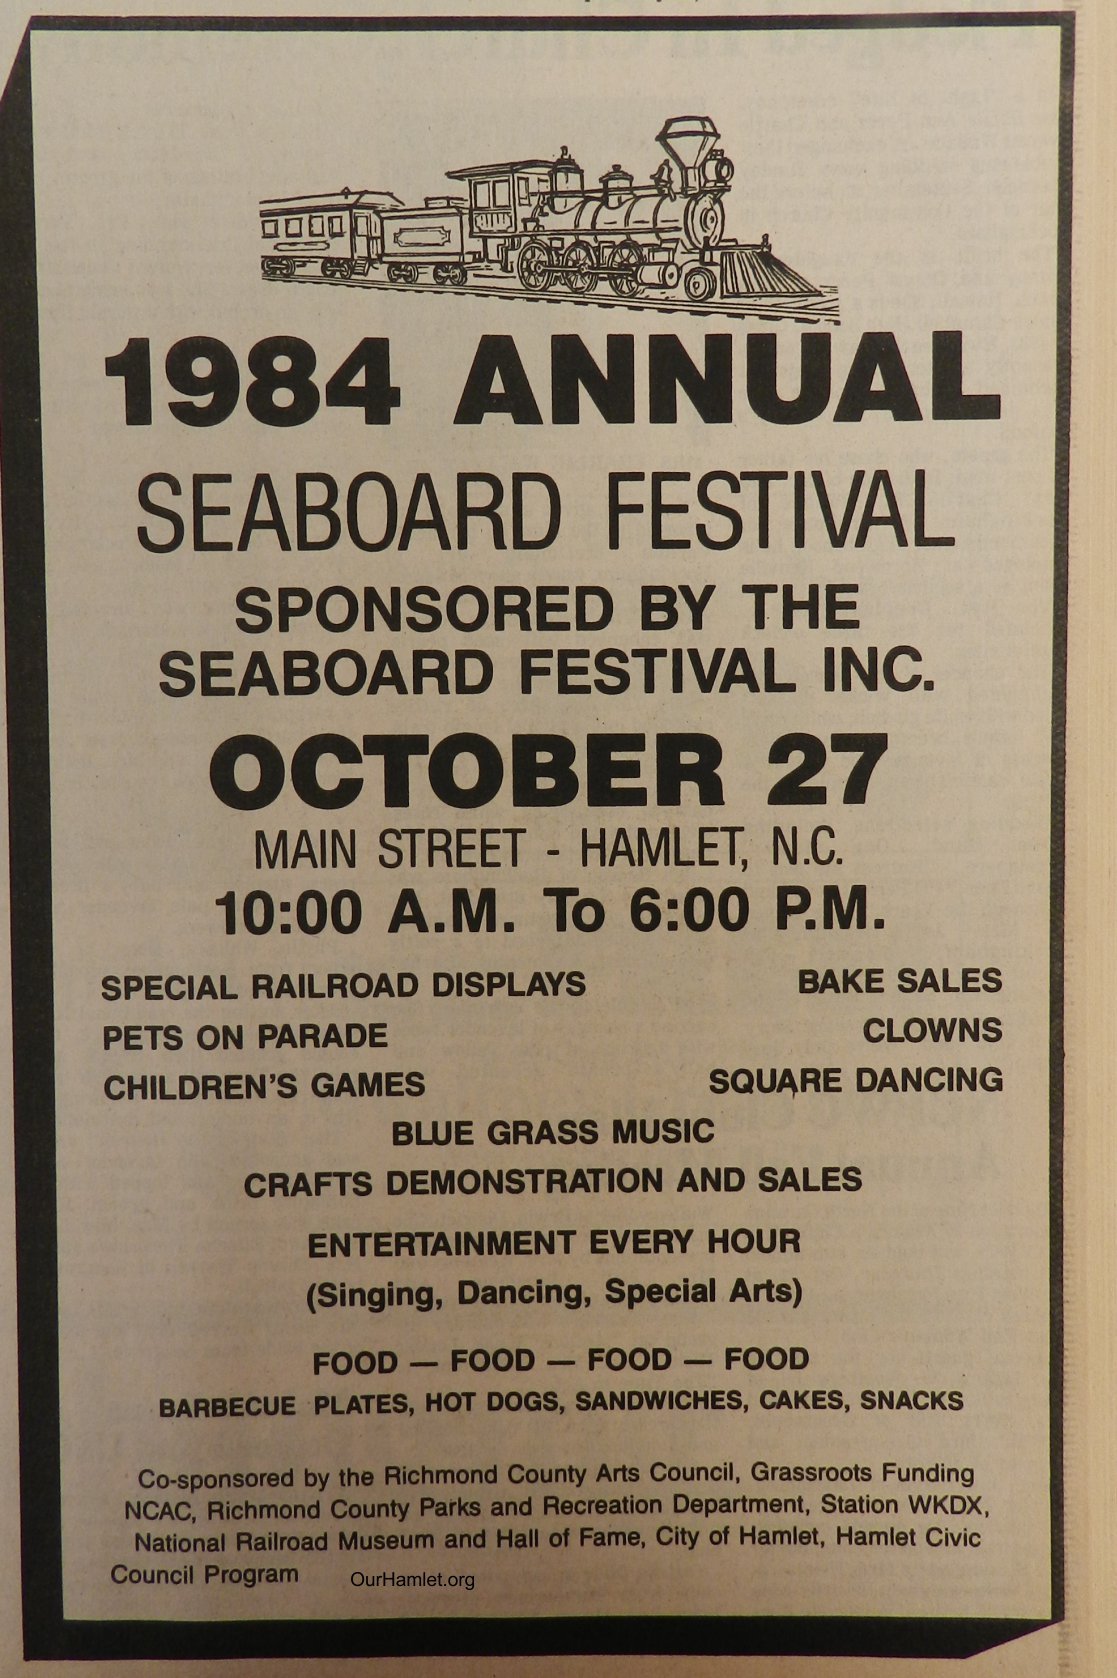 1984 ANNUAL
SEABOARD FESTIVAL
SPONSORED BY THE
SEABOARD FESTIVAL INC.
OCTOBER 27
MAIN STREET - HAMLET, N.C.
10:00 A.M. To 6:00 P.M.
SPECIAL RAILROAD DISPLAYS BAKE SALES
PETS ON PARADE CLOWNS
CHILDREN'S GAMES SQUARE DANCING
BLUE GRASS MUSIC
CRAFTS DEMONSTRATION AND SALES
ENTERTAINMENT EVERY HOUR
(Singing, Dancing, Special Arts)
FOOD — FOOD — FOOD — FOOD
BARBECUE PLATES, HOT DOGS, SANDWICHES, CAKES, SNACKS
Co-sponsored by the Richmond County Arts Council, Grassroots Funding
NCAC, Richmond County Parks and Recreation Department, Station WKDX,
National Railroad Museum and Hall of Fame, City of Hamlet, Hamlet Civic
Council Program
OurHamlet.org